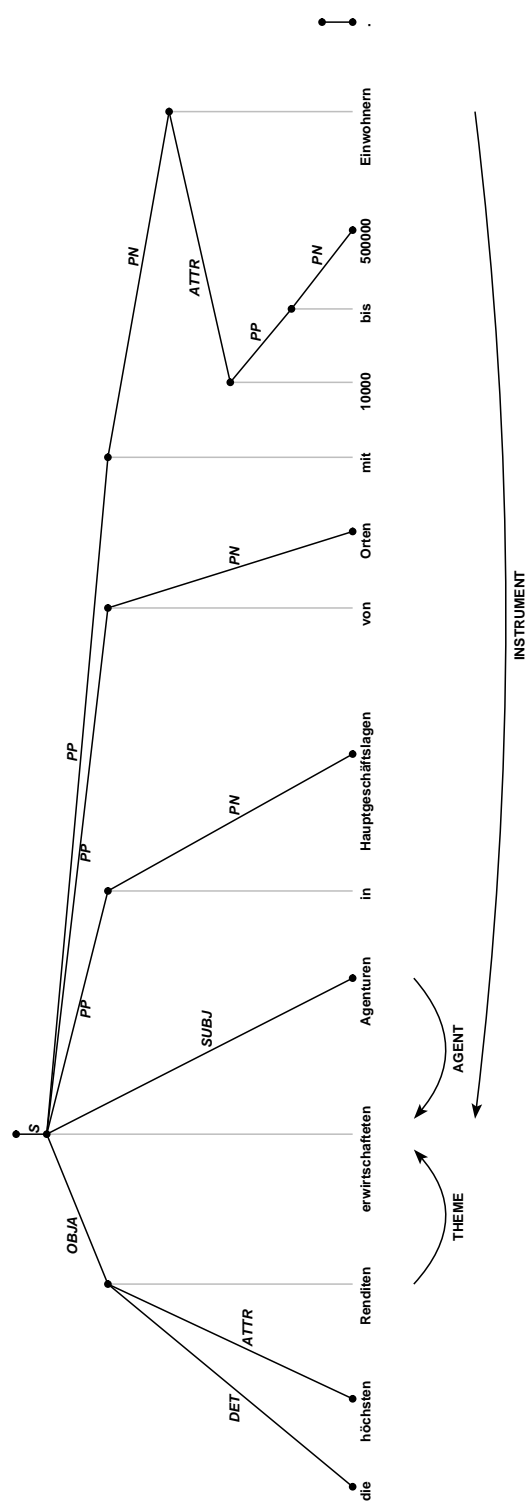 S
OBJA
SUBJ
PP
PP
PP
DET
ATTR
PN
PN
PN
ATTR
PP
PN
die höchsten Renditen erwirtschafteten Agenturen in Hauptgeschäftslagen von Orten mit 10000 bis 500000 Einwohnern .
THEME
AGENT
INSTRUMENT